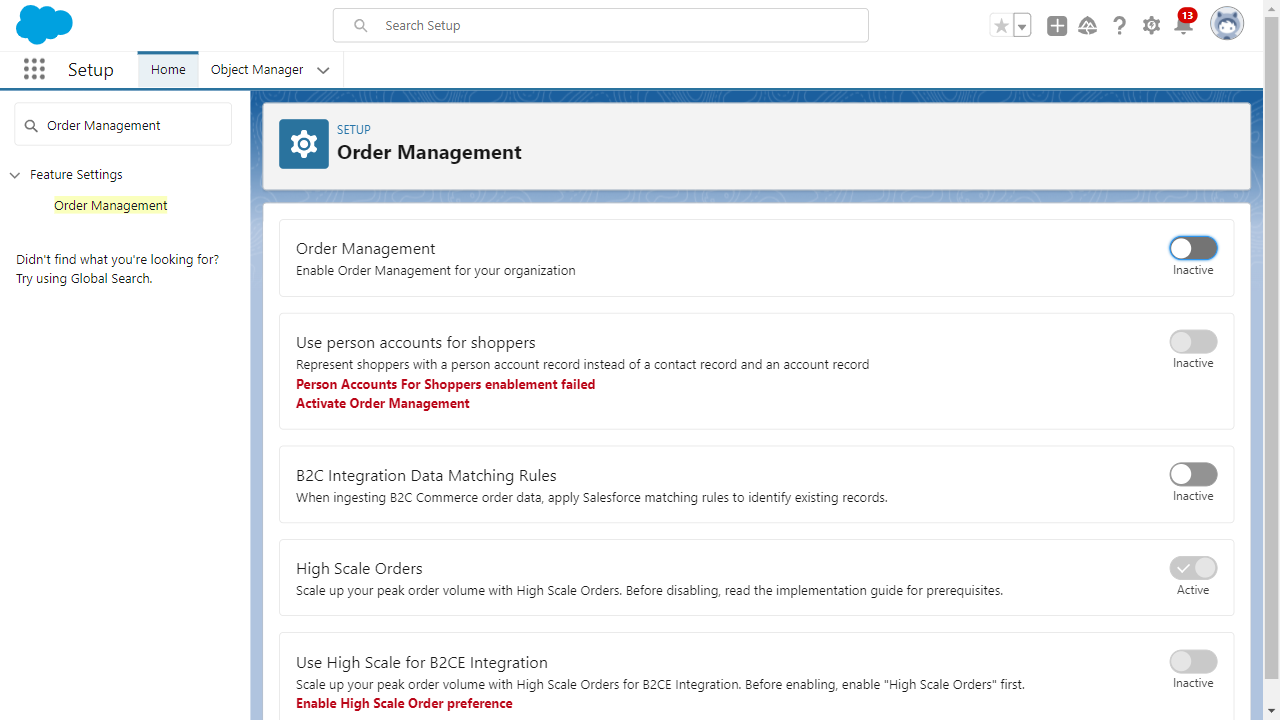 Search Setup
13
Setup
Home
Object Manager
Order Management
Feature Settings
Order Management
Didn't find what you're looking for?
Try using Global Search.
SETUP
Order Management
Order Management
Enable Order Management for your organization
Inactive
Use person accounts for shoppers
Represent shoppers with a person account record instead of a contact record and an account record
Person Accounts For Shoppers enablement failed
Activate Order Management
Inactive
B2C Integration Data Matching Rules
When ingesting B2C Commerce order data, apply Salesforce matching rules to identify existing records.
Inactive
High Scale Orders
Scale up your peak order volume with High Scale Orders. Before disabling, read the implementation guide for prerequisites.
Active
Use High Scale for B2CE Integration
Scale up your peak order volume with High Scale Orders for B2CE Integration. Before enabling, enable "High Scale Orders" first.
Enable High Scale Order preference
Inactive